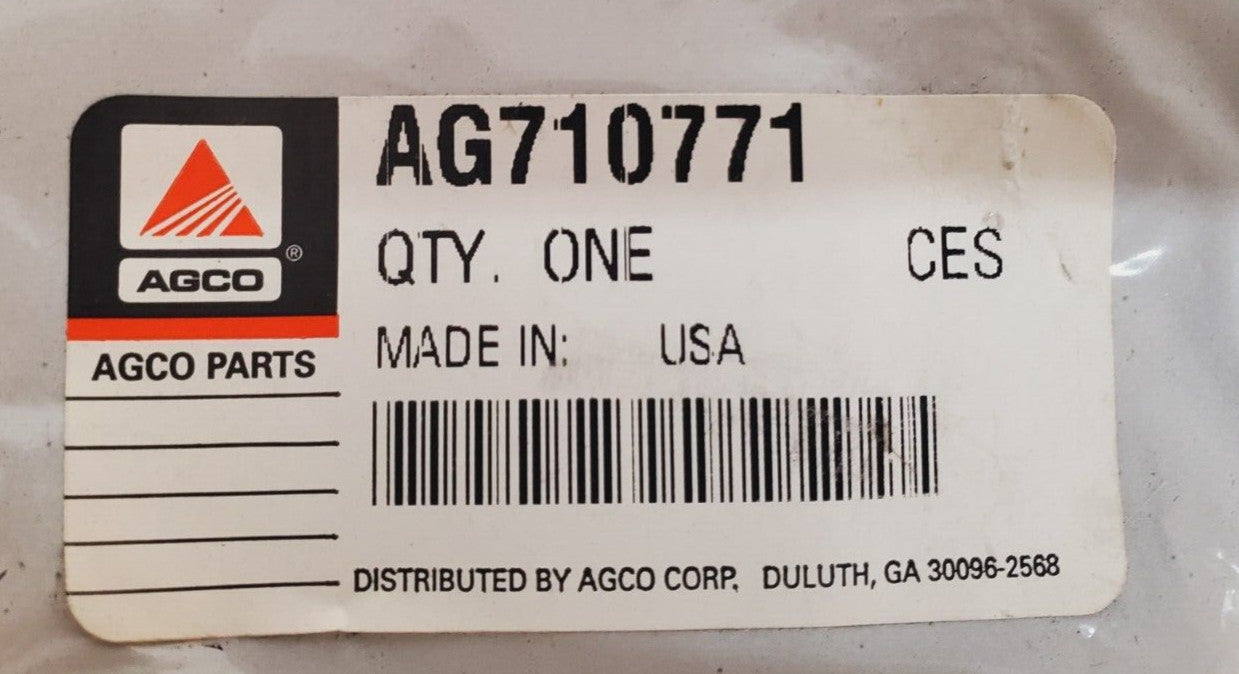 AG710771
QTY. ONE CES
MADE IN: USA
AGCO ®
AGCO PARTS
DISTRIBUTED BY AGCO CORP. DULUTH, GA 30096-2568